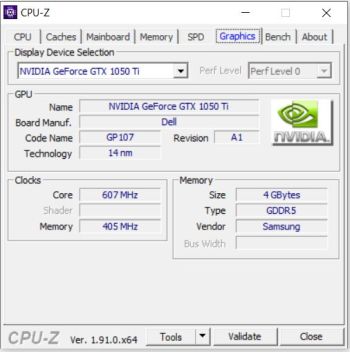 CPU-Z
CPU Caches Mainboard Memory SPD Graphics Bench About
Display Device Selection
NVIDIA GeForce GTX 1050 Ti Perf Level Perf Level 0
GPU
Name NVIDIA GeForce GTX 1050 Ti
Board Manuf. Dell
Code Name GP107 Revision A1
Technology 14 nm
NVIDIA.
Clocks
Core 607 MHz
Shader
Memory 405 MHz
Memory
Size 4 GBytes
Type GDDR5
Vendor Samsung
Bus Width
CPU-Z Ver. 1.91.0.x64 Tools Validate Close